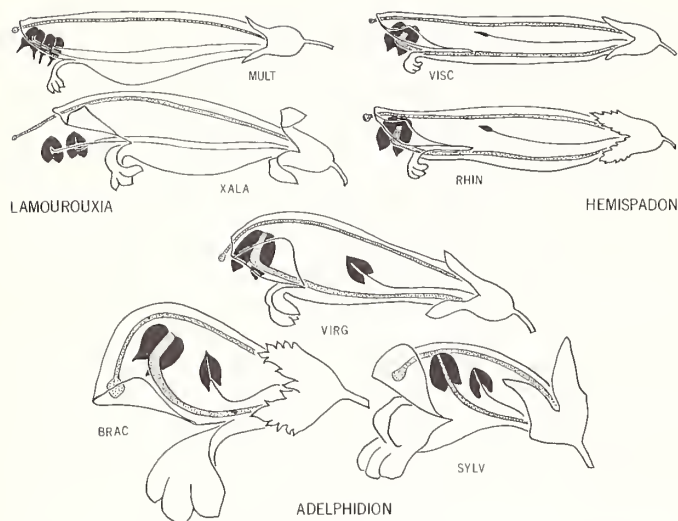 MULT
VISC
XALA
RHIN
LAMOUROUXIA
HEMISPADON
VIRG
BRAC
SYLV
ADELPHIDION